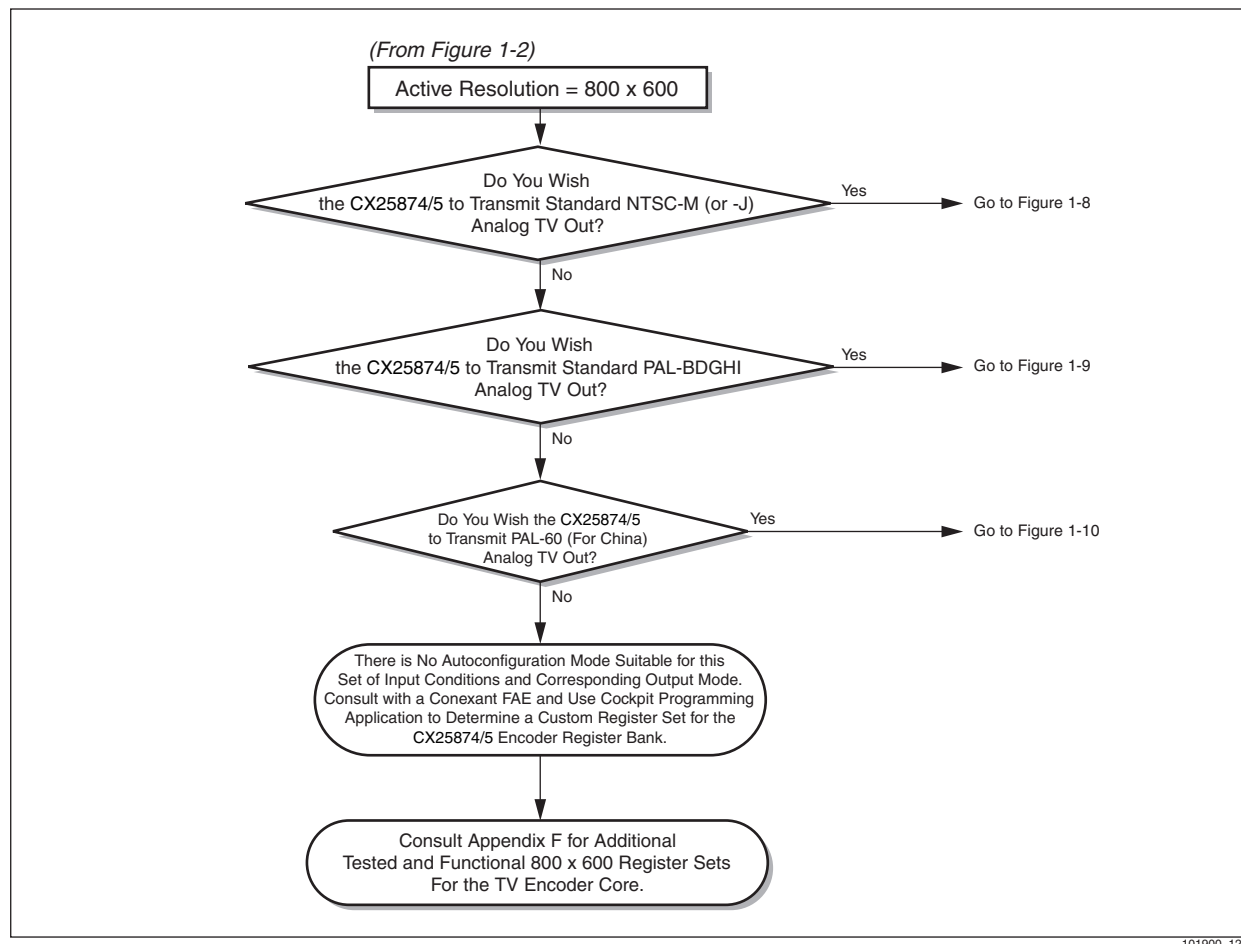 (From Figure 1-2)
Active Resolution = 800 x 600
Do You Wish
the CX25874/5 to Transmit Standard NTSC-M (or -J)
Analog TV Out?
Yes
Go to Figure 1-8
No
Do You Wish
the CX25874/5 to Transmit Standard PAL-BDGHI
Analog TV Out?
Yes
Go to Figure 1-9
No
Do You Wish the CX25874/5
to Transmit PAL-60 (For China)
Analog TV Out?
Yes
Go to Figure 1-10
No
There is No Autoconfiguration Mode Suitable for this
Set of Input Conditions and Corresponding Output Mode.
Consult with a Conexant FAE and Use Cockpit Programming
Application to Determine a Custom Register Set for the
CX25874/5 Encoder Register Bank.
Consult Appendix F for Additional
Tested and Functional 800 x 600 Register Sets
For the TV Encoder Core.